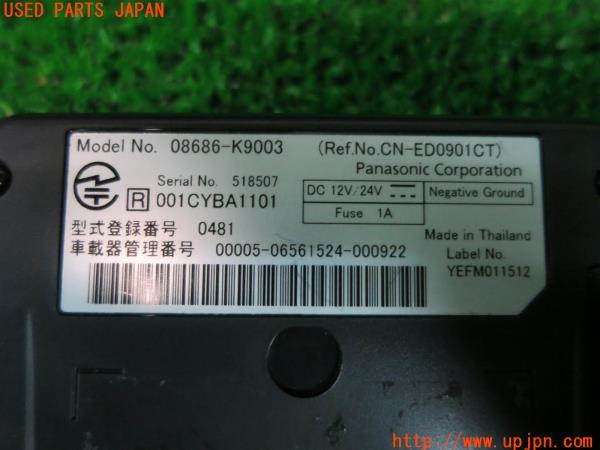 USED PARTS JAPAN
Model No. 08686-K9003 (Ref.No.CN-ED0901CT)
Panasonic Corporation
Serial No. 518507
R 001CYBA1101
DC 12V/24V Negative Ground
Fuse 1A
型式登録番号 0481
車載器管理番号 00005-06561524-000922
Made in Thailand
Label No.
YEFM011512
http://www.upjpn.com/